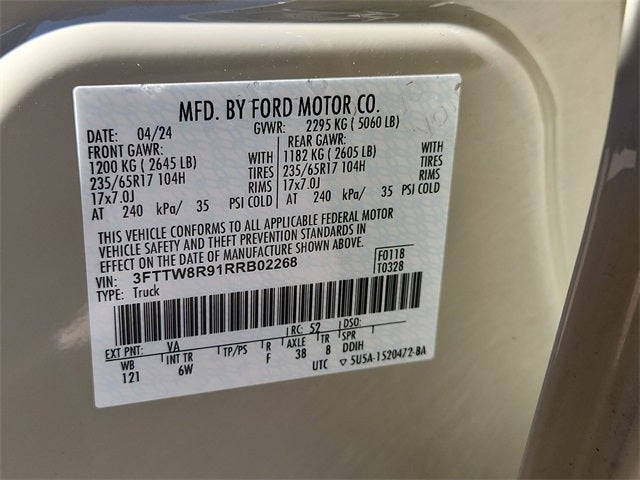 MFD. BY FORD MOTOR CO.
DATE: 04/24 GVWR: 2295 KG ( 5060 LB)
FRONT GAWR: REAR GAWR:
1200 KG ( 2645 LB) WITH 1182 KG ( 2605 LB) WITH
235/65R17 104H TIRES 235/65R17 104H TIRES
17x7.0J RIMS 17x7.0J RIMS
AT 240 kPa/ 35 PSI COLD AT 240 kPa/ 35 PSI COLD
THIS VEHICLE CONFORMS TO ALL APPLICABLE FEDERAL MOTOR
VEHICLE SAFETY AND THEFT PREVENTION STANDARDS IN
EFFECT ON THE DATE OF MANUFACTURE SHOWN ABOVE.
VIN: 3FTTW8R91RRB02268 F0118
TYPE: Truck T0328
EXT PNT: VA RC: 52 DSO:
WB INT TR TP/PS R AXLE TR SPR
121 6W F 38 8 DDIH
UTC ▽ 5U5A-1520472-BA